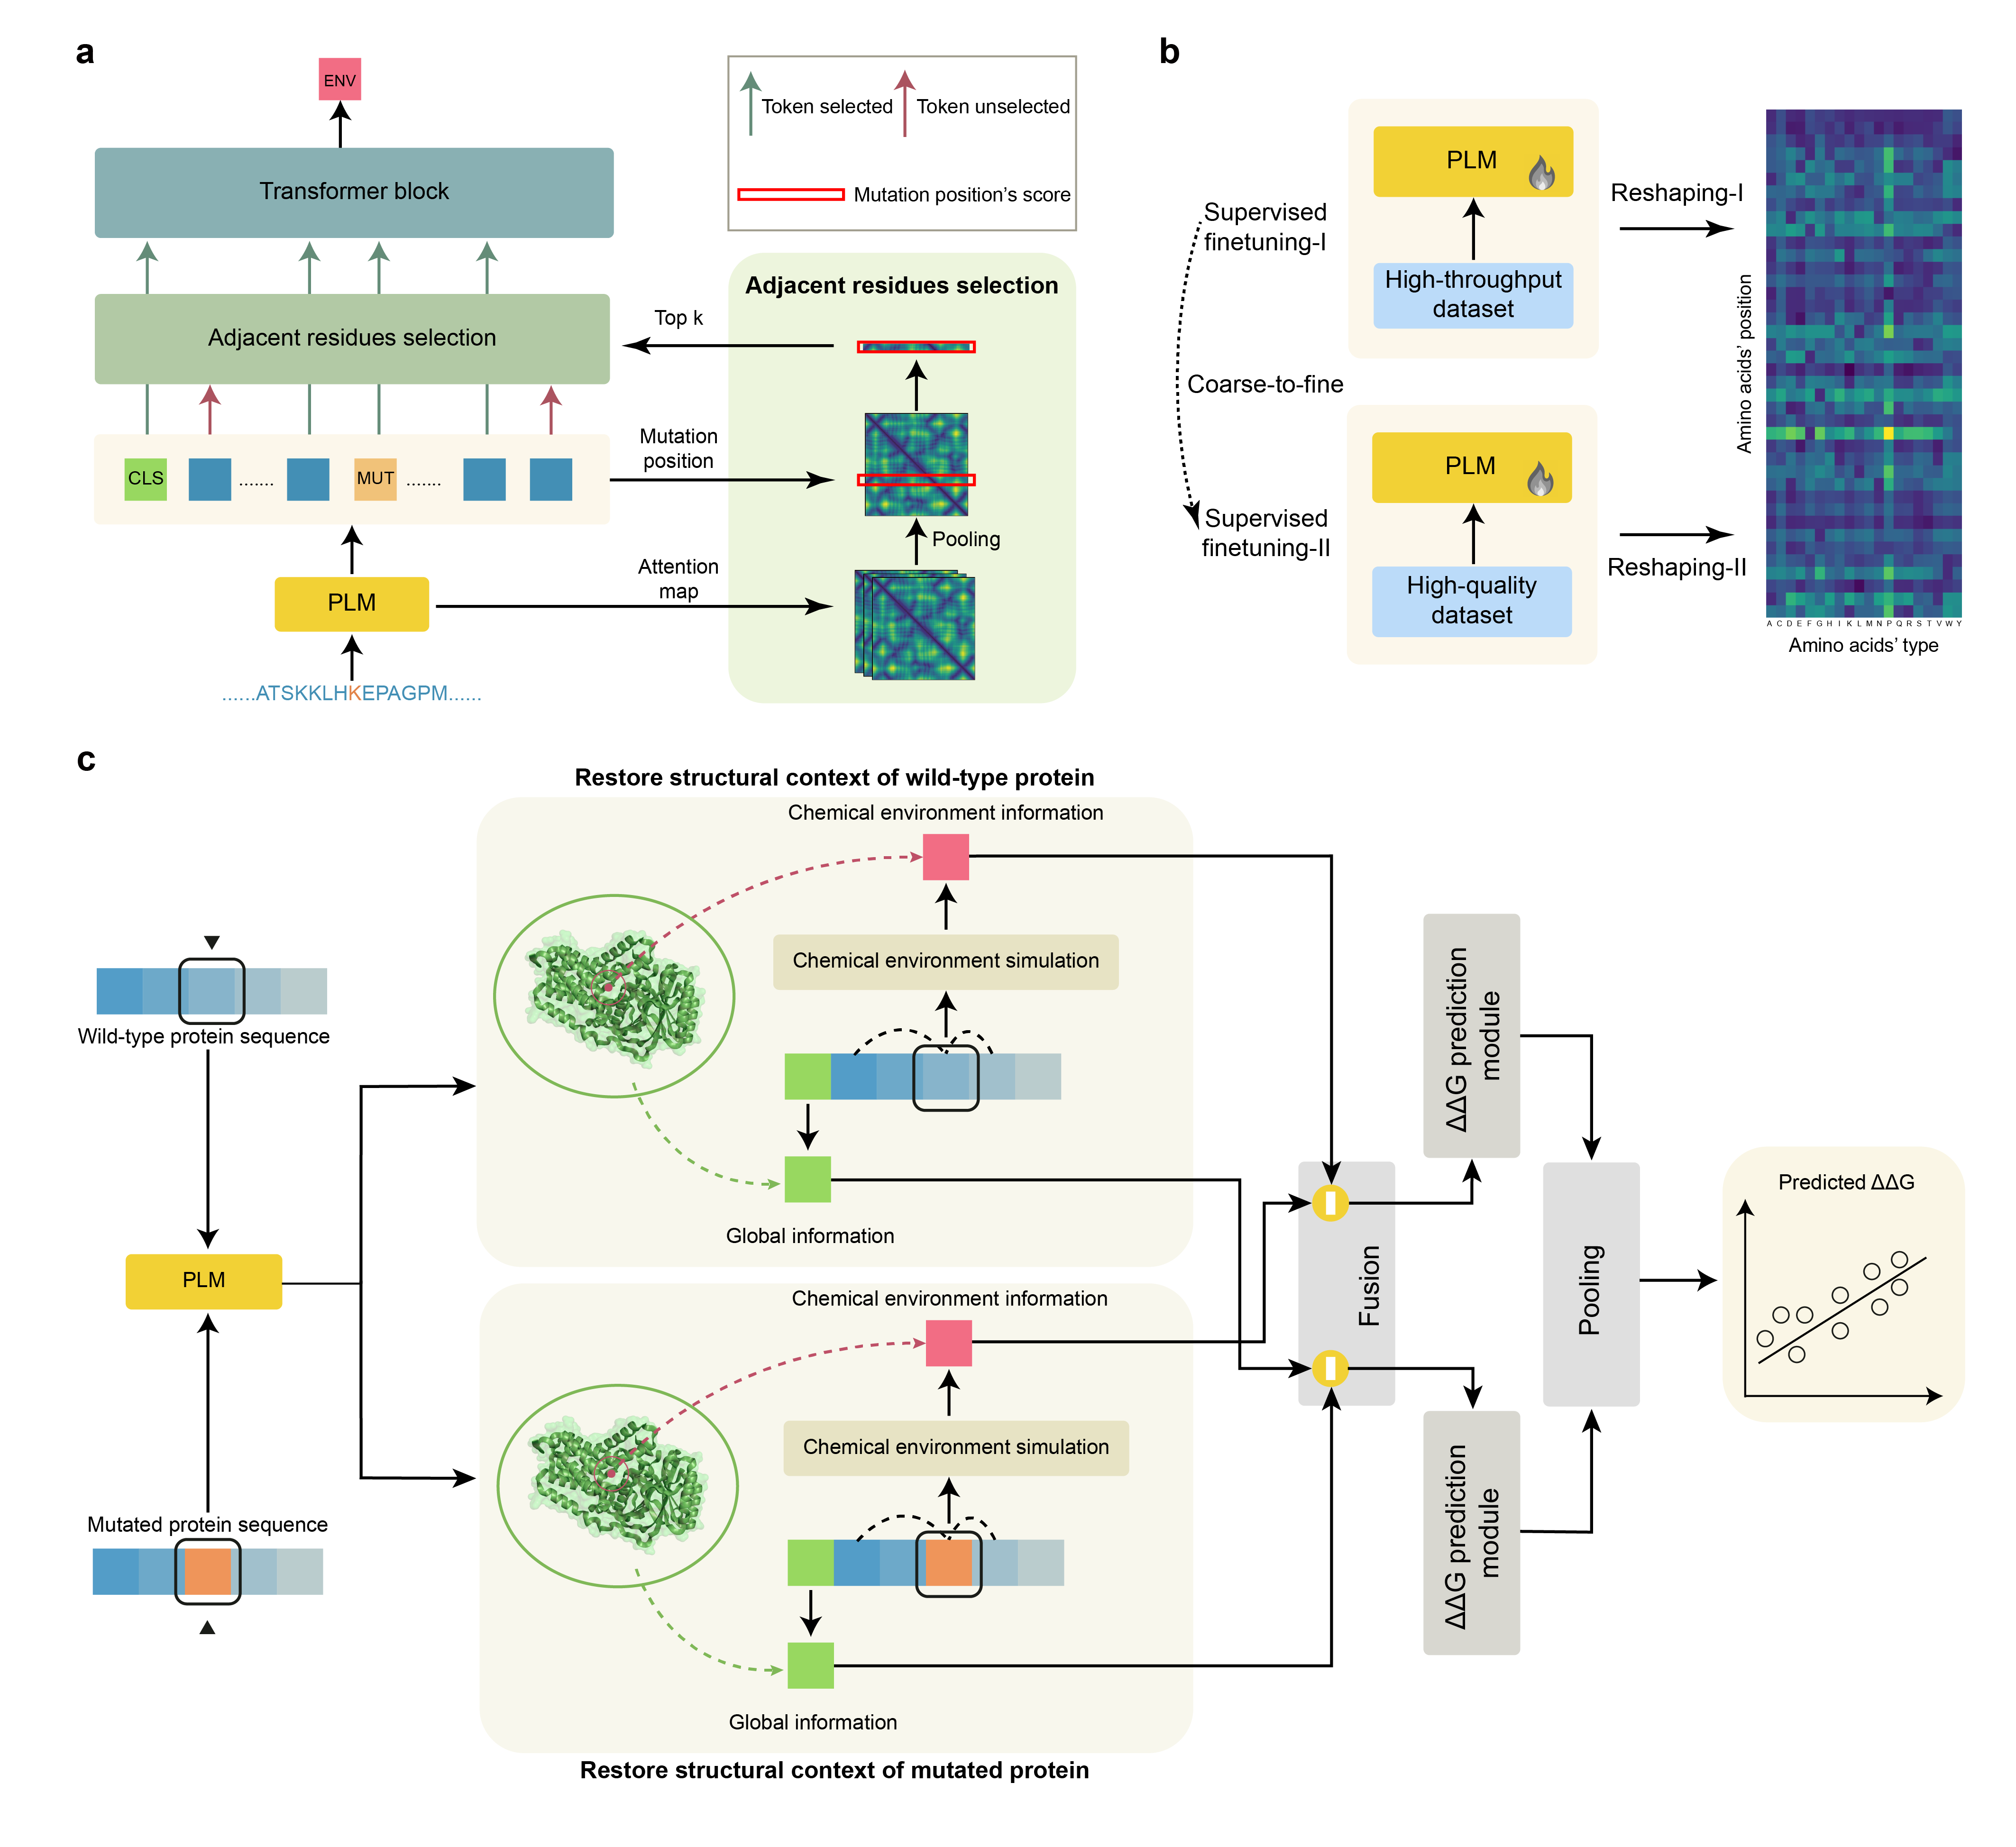 a
ENV
Transformer block
Adjacent residues selection
CLS
.......
MUT
.......
PLM
......ATSKKLHKEPAGPM......
Token selected
Token unselected
Mutation position's score
Adjacent residues selection
Top k
Mutation
position
Pooling
Attention
map
b
Supervised
finetuning-I
PLM
High-throughput
dataset
Reshaping-I
Coarse-to-fine
Supervised
finetuning-II
PLM
High-quality
dataset
Reshaping-II
Amino acids' position
A C D E F G H I K L M N P Q R S T V W Y
Amino acids' type
c
Restore structural context of wild-type protein
Chemical environment information
Chemical environment simulation
Global information
Wild-type protein sequence
PLM
Mutated protein sequence
Chemical environment information
Chemical environment simulation
Global information
Restore structural context of mutated protein
Fusion
ΔΔG prediction
module
ΔΔG prediction
module
Pooling
Predicted ΔΔG